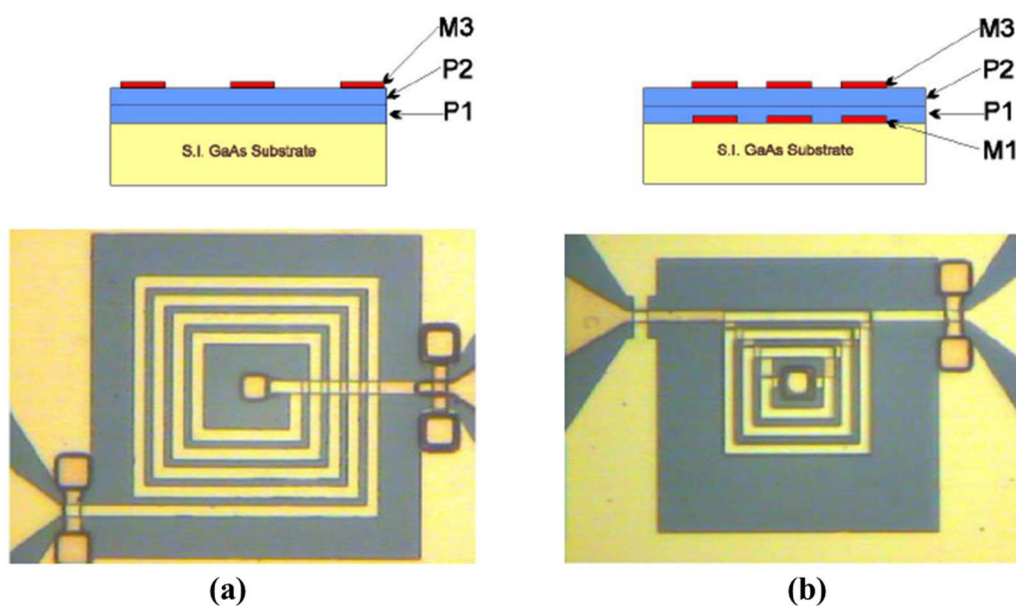 M3
P2
P1
S.I. GaAs Substrate
M3
P2
P1
M1
S.I. GaAs Substrate
(a)
(b)